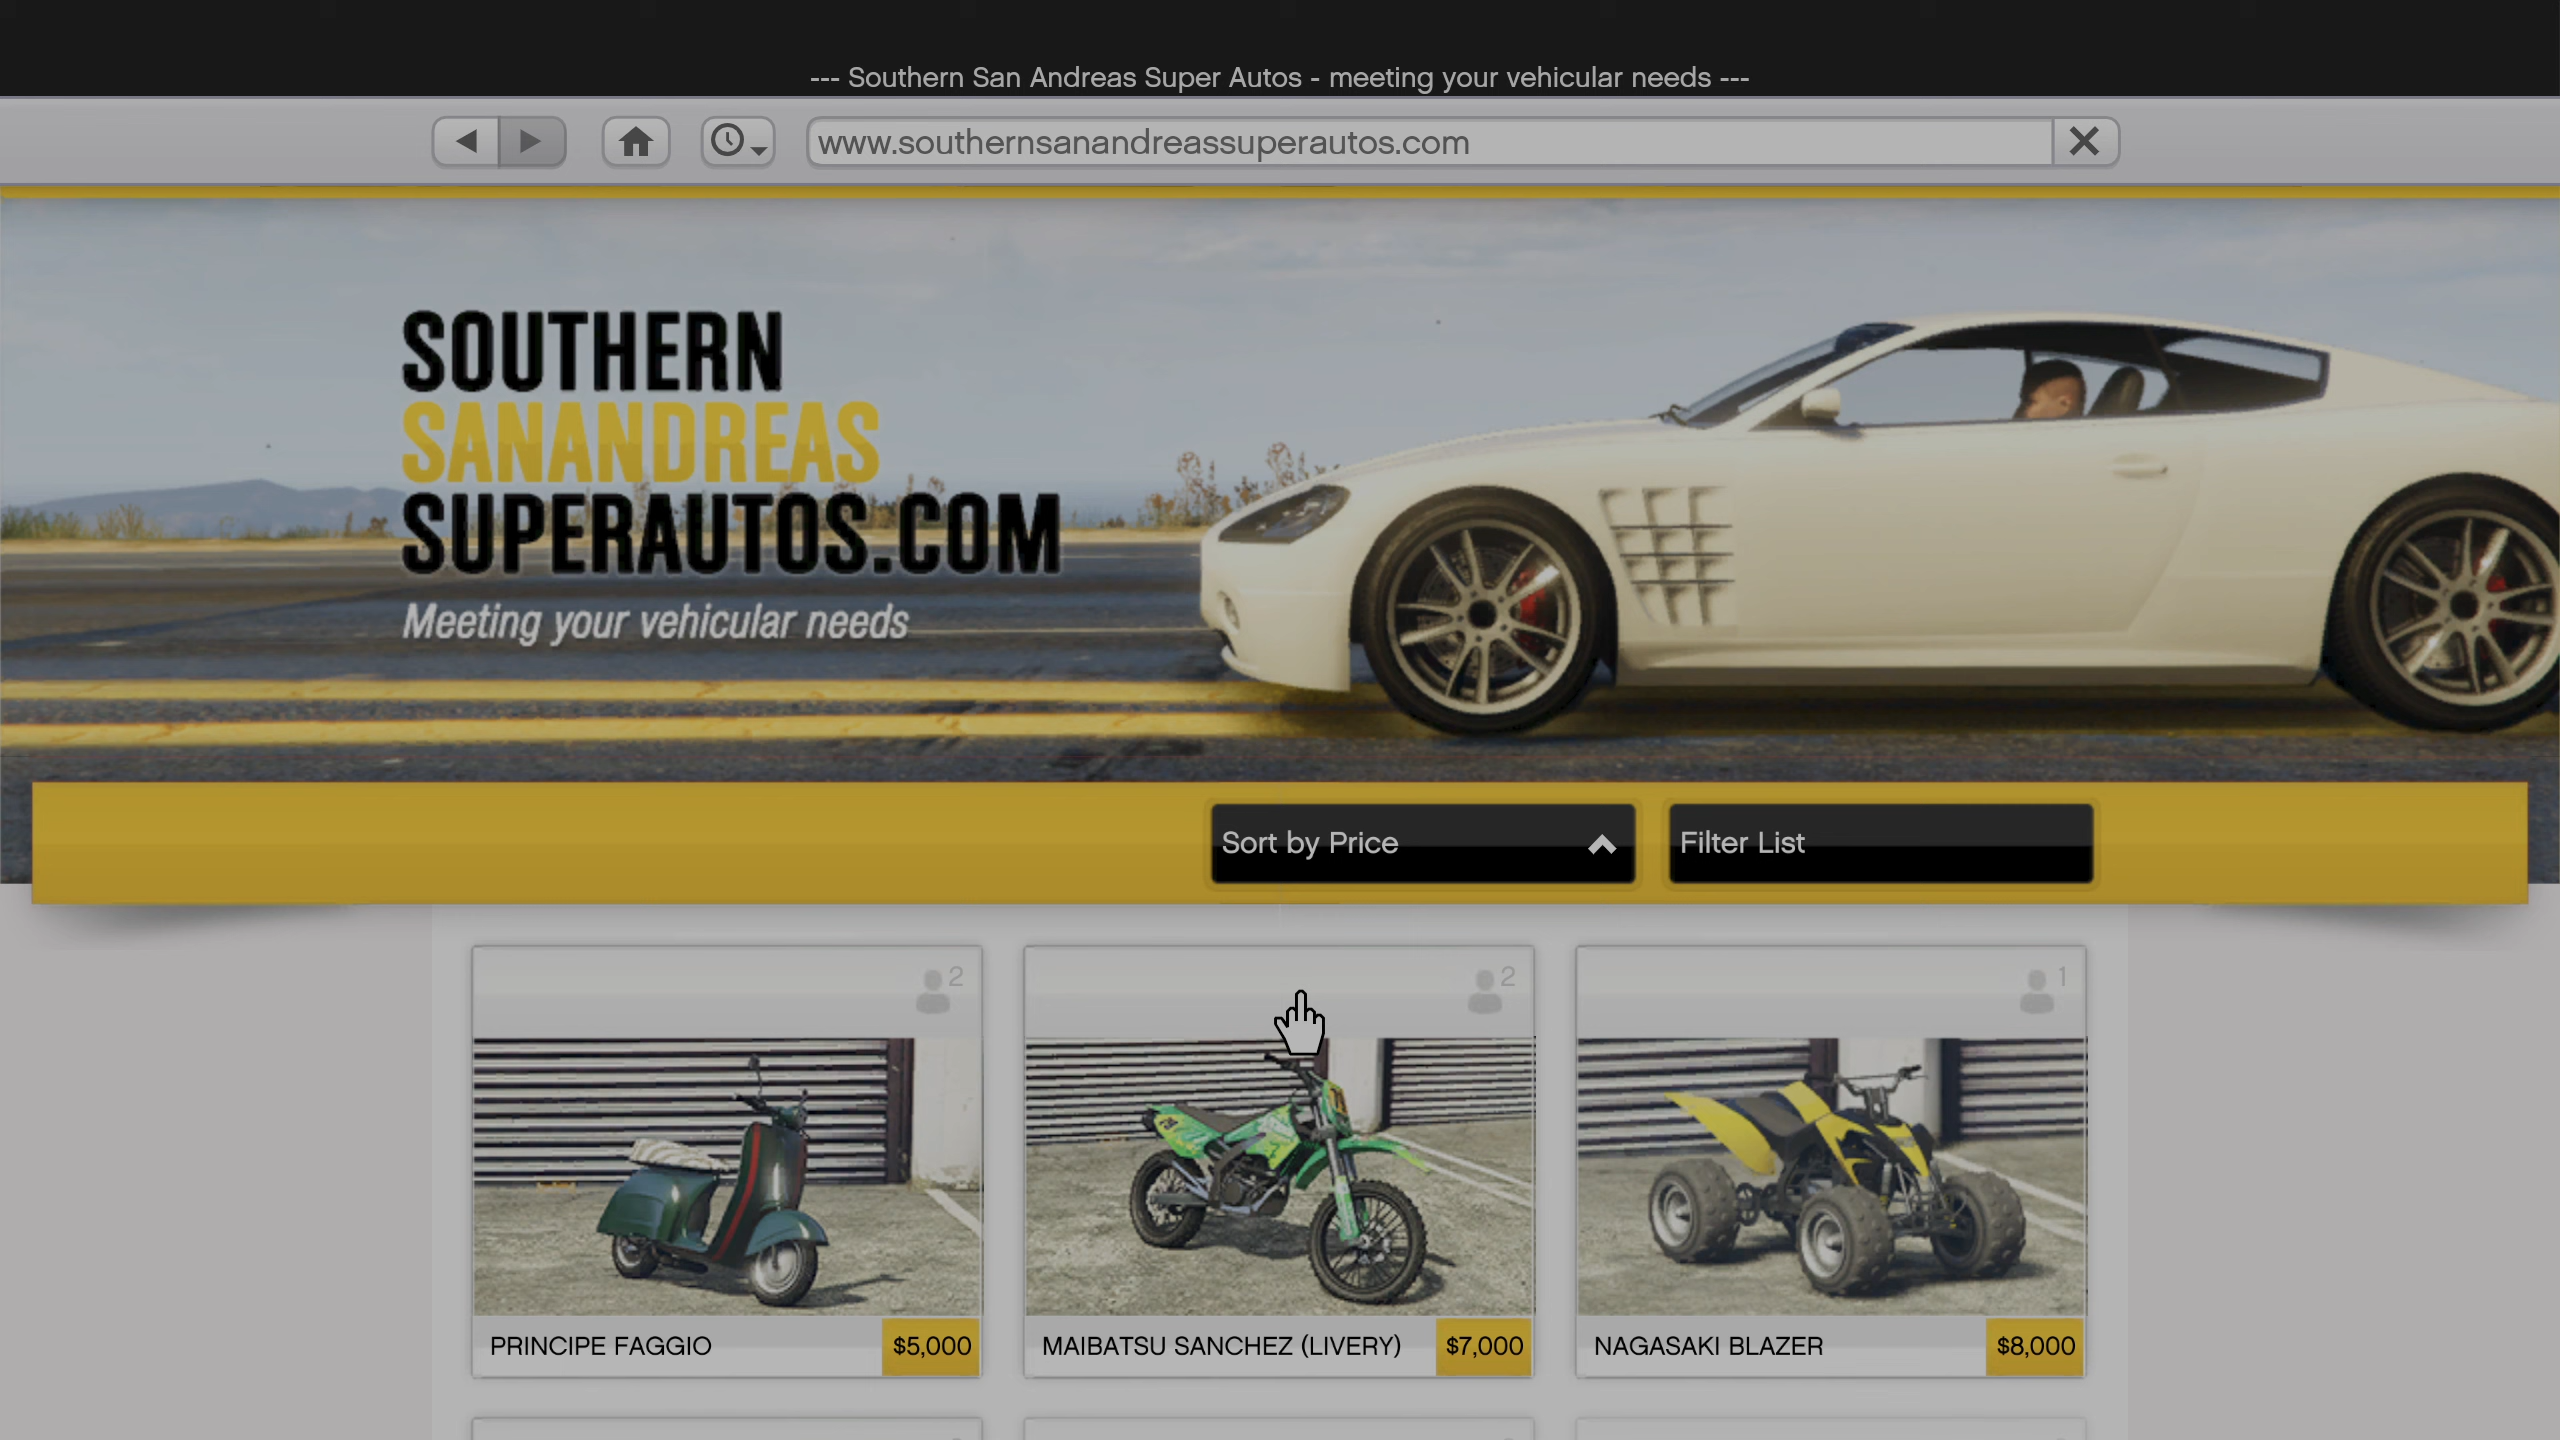 --- Southern San Andreas Super Autos - meeting your vehicular needs ---
www.southernsanandreassuperautos.com
SOUTHERN
SANANDREAS
SUPERAUTOS.COM
Meeting your vehicular needs
Sort by Price
Filter List
2
2
1
PRINCIPE FAGGIO
$5,000
MAIBATSU SANCHEZ (LIVERY)
$7,000
NAGASAKI BLAZER
$8,000